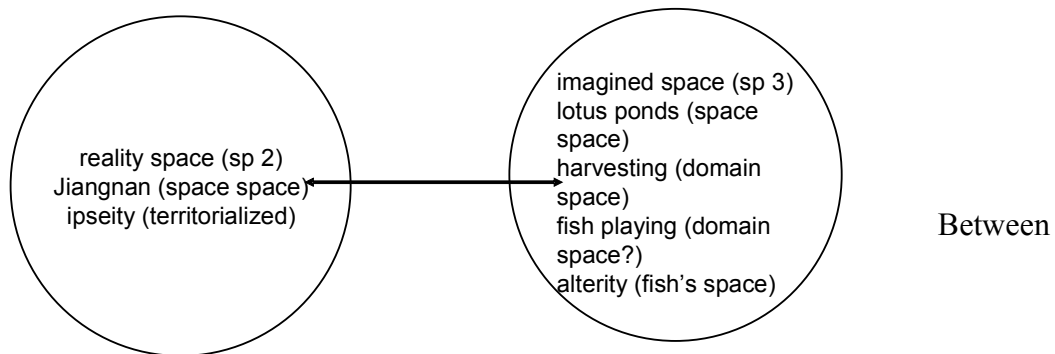 reality space (sp 2)
Jiangnan (space space)
ipseity (territorialized)
imagined space (sp 3)
lotus ponds (space
space)
harvesting (domain
space)
fish playing (domain
space?)
alterity (fish’s space)
Between